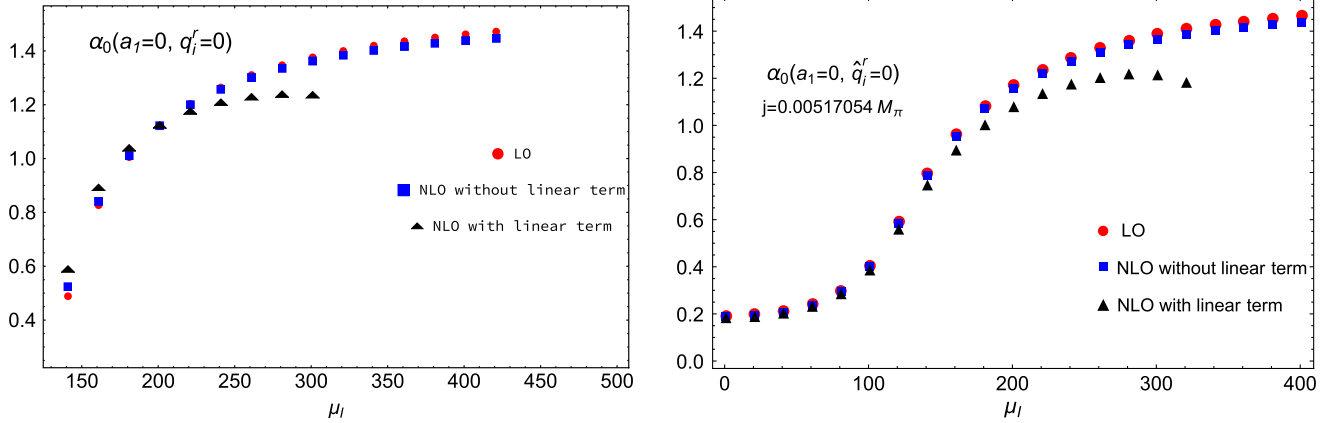 1.4
1.2
1.0
0.8
0.6
0.4
α₀(a₁=0, qᵢʳ=0)
LO
NLO without linear term
NLO with linear term
150 200 250 300 350 400 450 500
μ_I
1.4
1.2
1.0
0.8
0.6
0.4
0.2
0.0
α₀(a₁=0, q̂ᵢʳ=0)
j=0.00517054 M_π
LO
NLO without linear term
NLO with linear term
0 100 200 300 400
μ_I